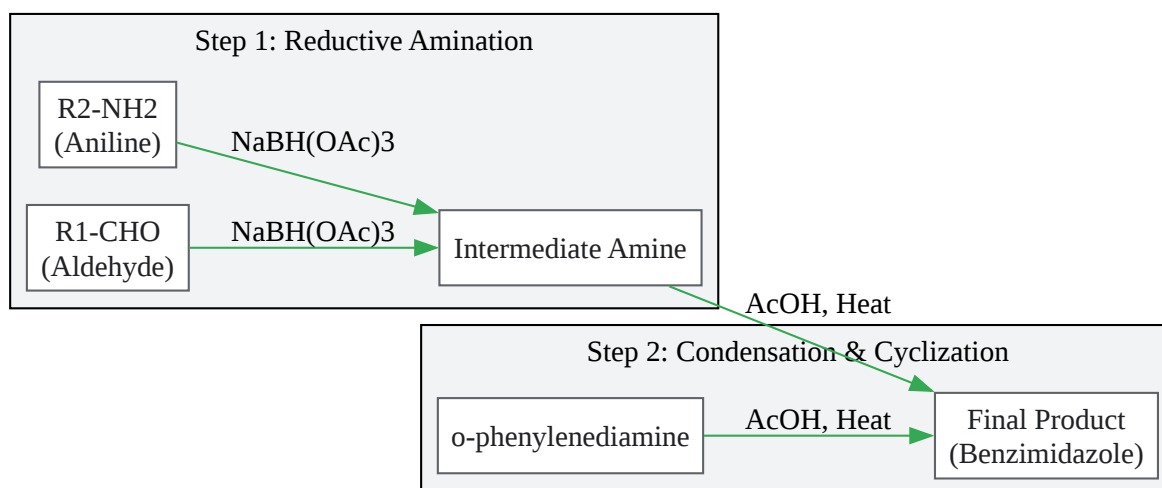 Step 1: Reductive Amination
R2-NH2
(Aniline)
NaBH(OAc)3
R1-CHO
(Aldehyde)
NaBH(OAc)3
Intermediate Amine
AcOH, Heat
Step 2: Condensation & Cyclization
o-phenylenediamine
AcOH, Heat
Final Product
(Benzimidazole)